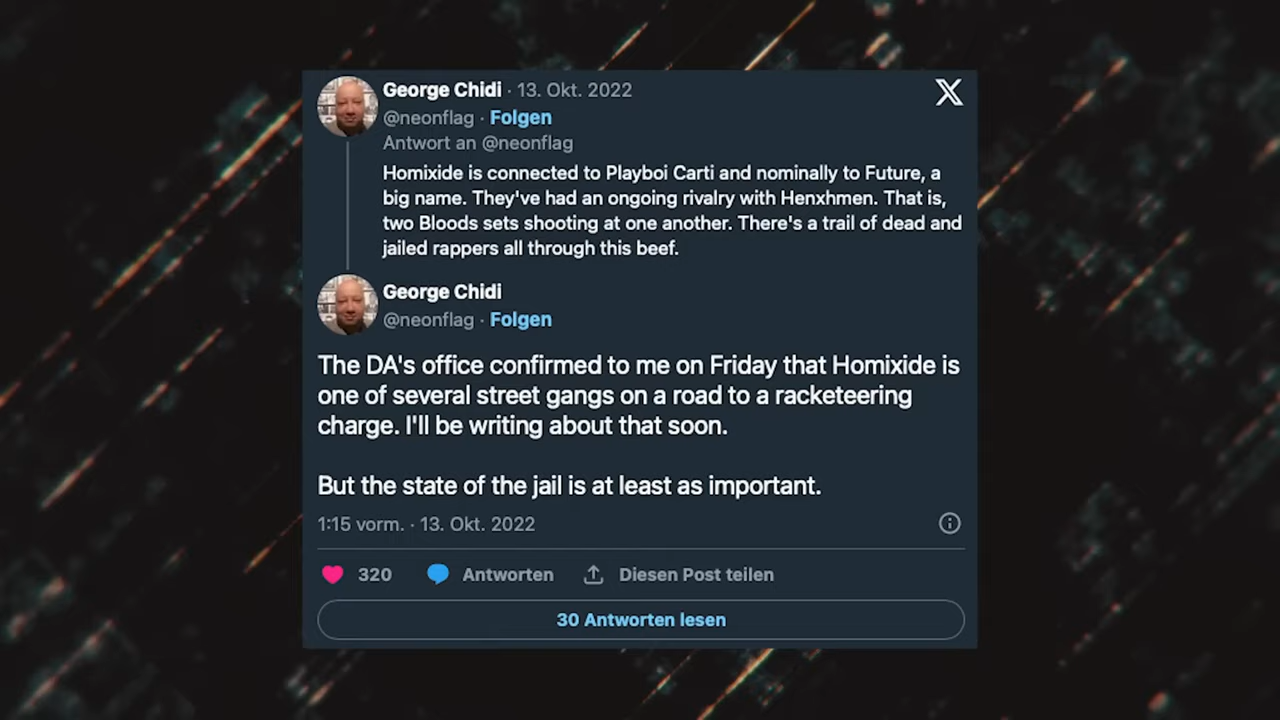 George Chidi · 13. Okt. 2022
@neonflag · Folgen
Antwort an @neonflag
Homixide is connected to Playboi Carti and nominally to Future, a
big name. They've had an ongoing rivalry with Henxhmen. That is,
two Bloods sets shooting at one another. There's a trail of dead and
jailed rappers all through this beef.
George Chidi
@neonflag · Folgen
The DA's office confirmed to me on Friday that Homixide is
one of several street gangs on a road to a racketeering
charge. I'll be writing about that soon.
But the state of the jail is at least as important.
1:15 vorm. · 13. Okt. 2022
320 Antworten Diesen Post teilen
30 Antworten lesen